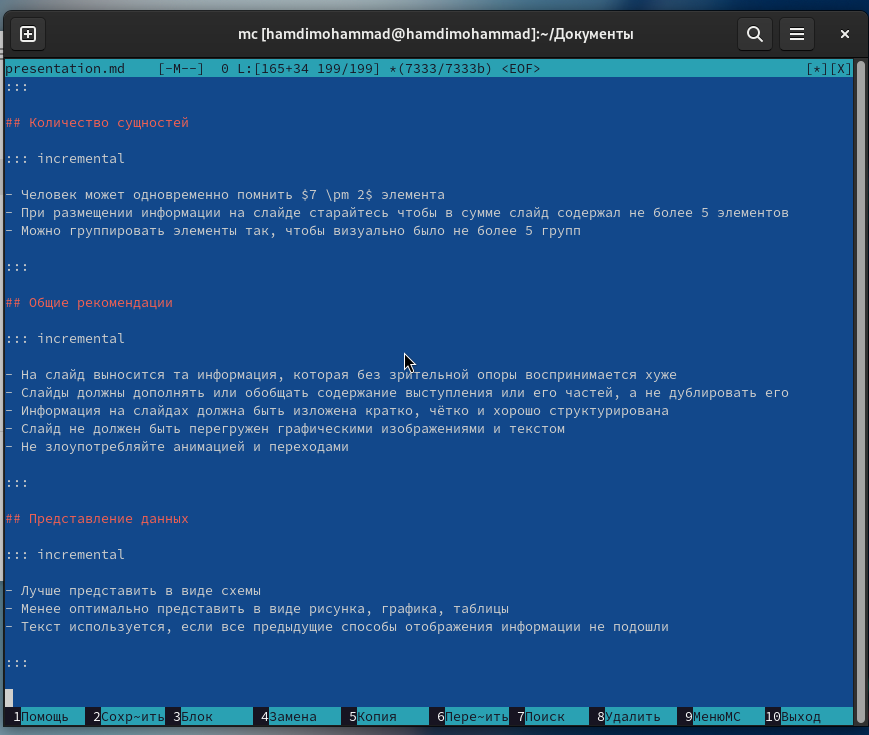 mc [hamdimohammad@hamdimohammad]:~/Документы
presentation.md [-M--] 0 L:[165+34 199/199] *(7333/7333b) <EOF> [*][X]
:::
## Количество сущностей
::: incremental
- Человек может одновременно помнить $7 \pm 2$ элемента
- При размещении информации на слайде старайтесь чтобы в сумме слайд содержал не более 5 элементов
- Можно группировать элементы так, чтобы визуально было не более 5 групп
:::
## Общие рекомендации
::: incremental
- На слайд выносится та информация, которая без зрительной опоры воспринимается хуже
- Слайды должны дополнять или обобщать содержание выступления или его частей, а не дублировать его
- Информация на слайдах должна быть изложена кратко, чётко и хорошо структурирована
- Слайд не должен быть перегружен графическими изображениями и текстом
- Не злоупотребляйте анимацией и переходами
:::
## Представление данных
::: incremental
- Лучше представить в виде схемы
- Менее оптимально представить в виде рисунка, графика, таблицы
- Текст используется, если все предыдущие способы отображения информации не подошли
:::
1Помощь 2Сохр~ить 3Блок 4Замена 5Копия 6Пере~ить 7Поиск 8Удалить 9МенюMC 10Выход